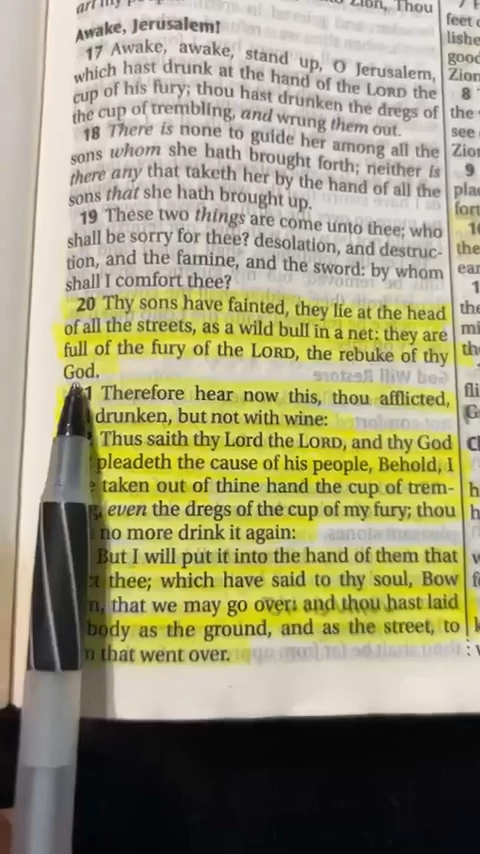 Zion, Thou
Awake, Jerusalem!
17 Awake, awake, stand up, O Jerusalem,
which hast drunk at the hand of the LORD the
cup of his fury; thou hast drunken the dregs of
the cup of trembling, and wrung them out.
18 There is none to guide her among all the
sons whom she hath brought forth; neither is
there any that taketh her by the hand of all the
sons that she hath brought up.
19 These two things are come unto thee; who
shall be sorry for thee? desolation, and destruc-
tion, and the famine, and the sword: by whom
shall I comfort thee?
20 Thy sons have fainted, they lie at the head
of all the streets, as a wild bull in a net: they are
full of the fury of the LORD, the rebuke of thy
God.
Therefore hear now this, thou afflicted,
drunken, but not with wine:
Thus saith thy Lord the LORD, and thy God
pleadeth the cause of his people, Behold, I
taken out of thine hand the cup of trem-
even the dregs of the cup of my fury; thou
no more drink it again:
But I will put it into the hand of them that
thee; which have said to thy soul, Bow
that we may go over: and thou hast laid
body as the ground, and as the street, to
that went over.
feet
good
Zion
8
the
see
Zion
9